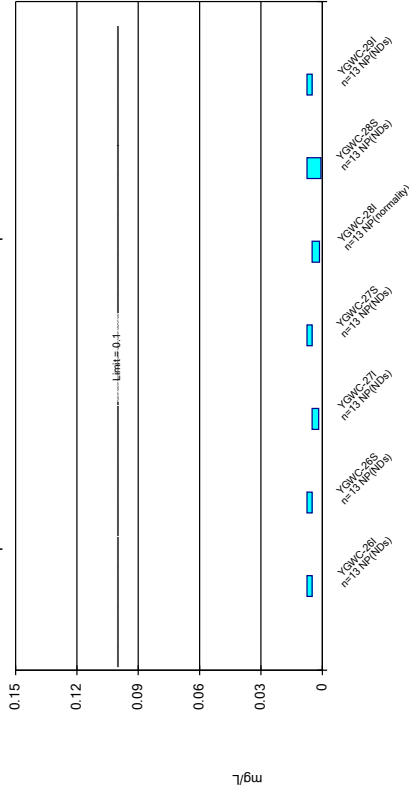 0.15
0.12
0.09
0.06
0.03
0
mg/L
Limit = 0.1
YGWC-26I
n=13 NP(NDs)
YGWC-26S
n=13 NP(NDs)
YGWC-27I
n=13 NP(NDs)
YGWC-27S
n=13 NP(NDs)
YGWC-28I
n=13 NP(normality)
YGWC-28S
n=13 NP(NDs)
YGWC-29I
n=13 NP(NDs)